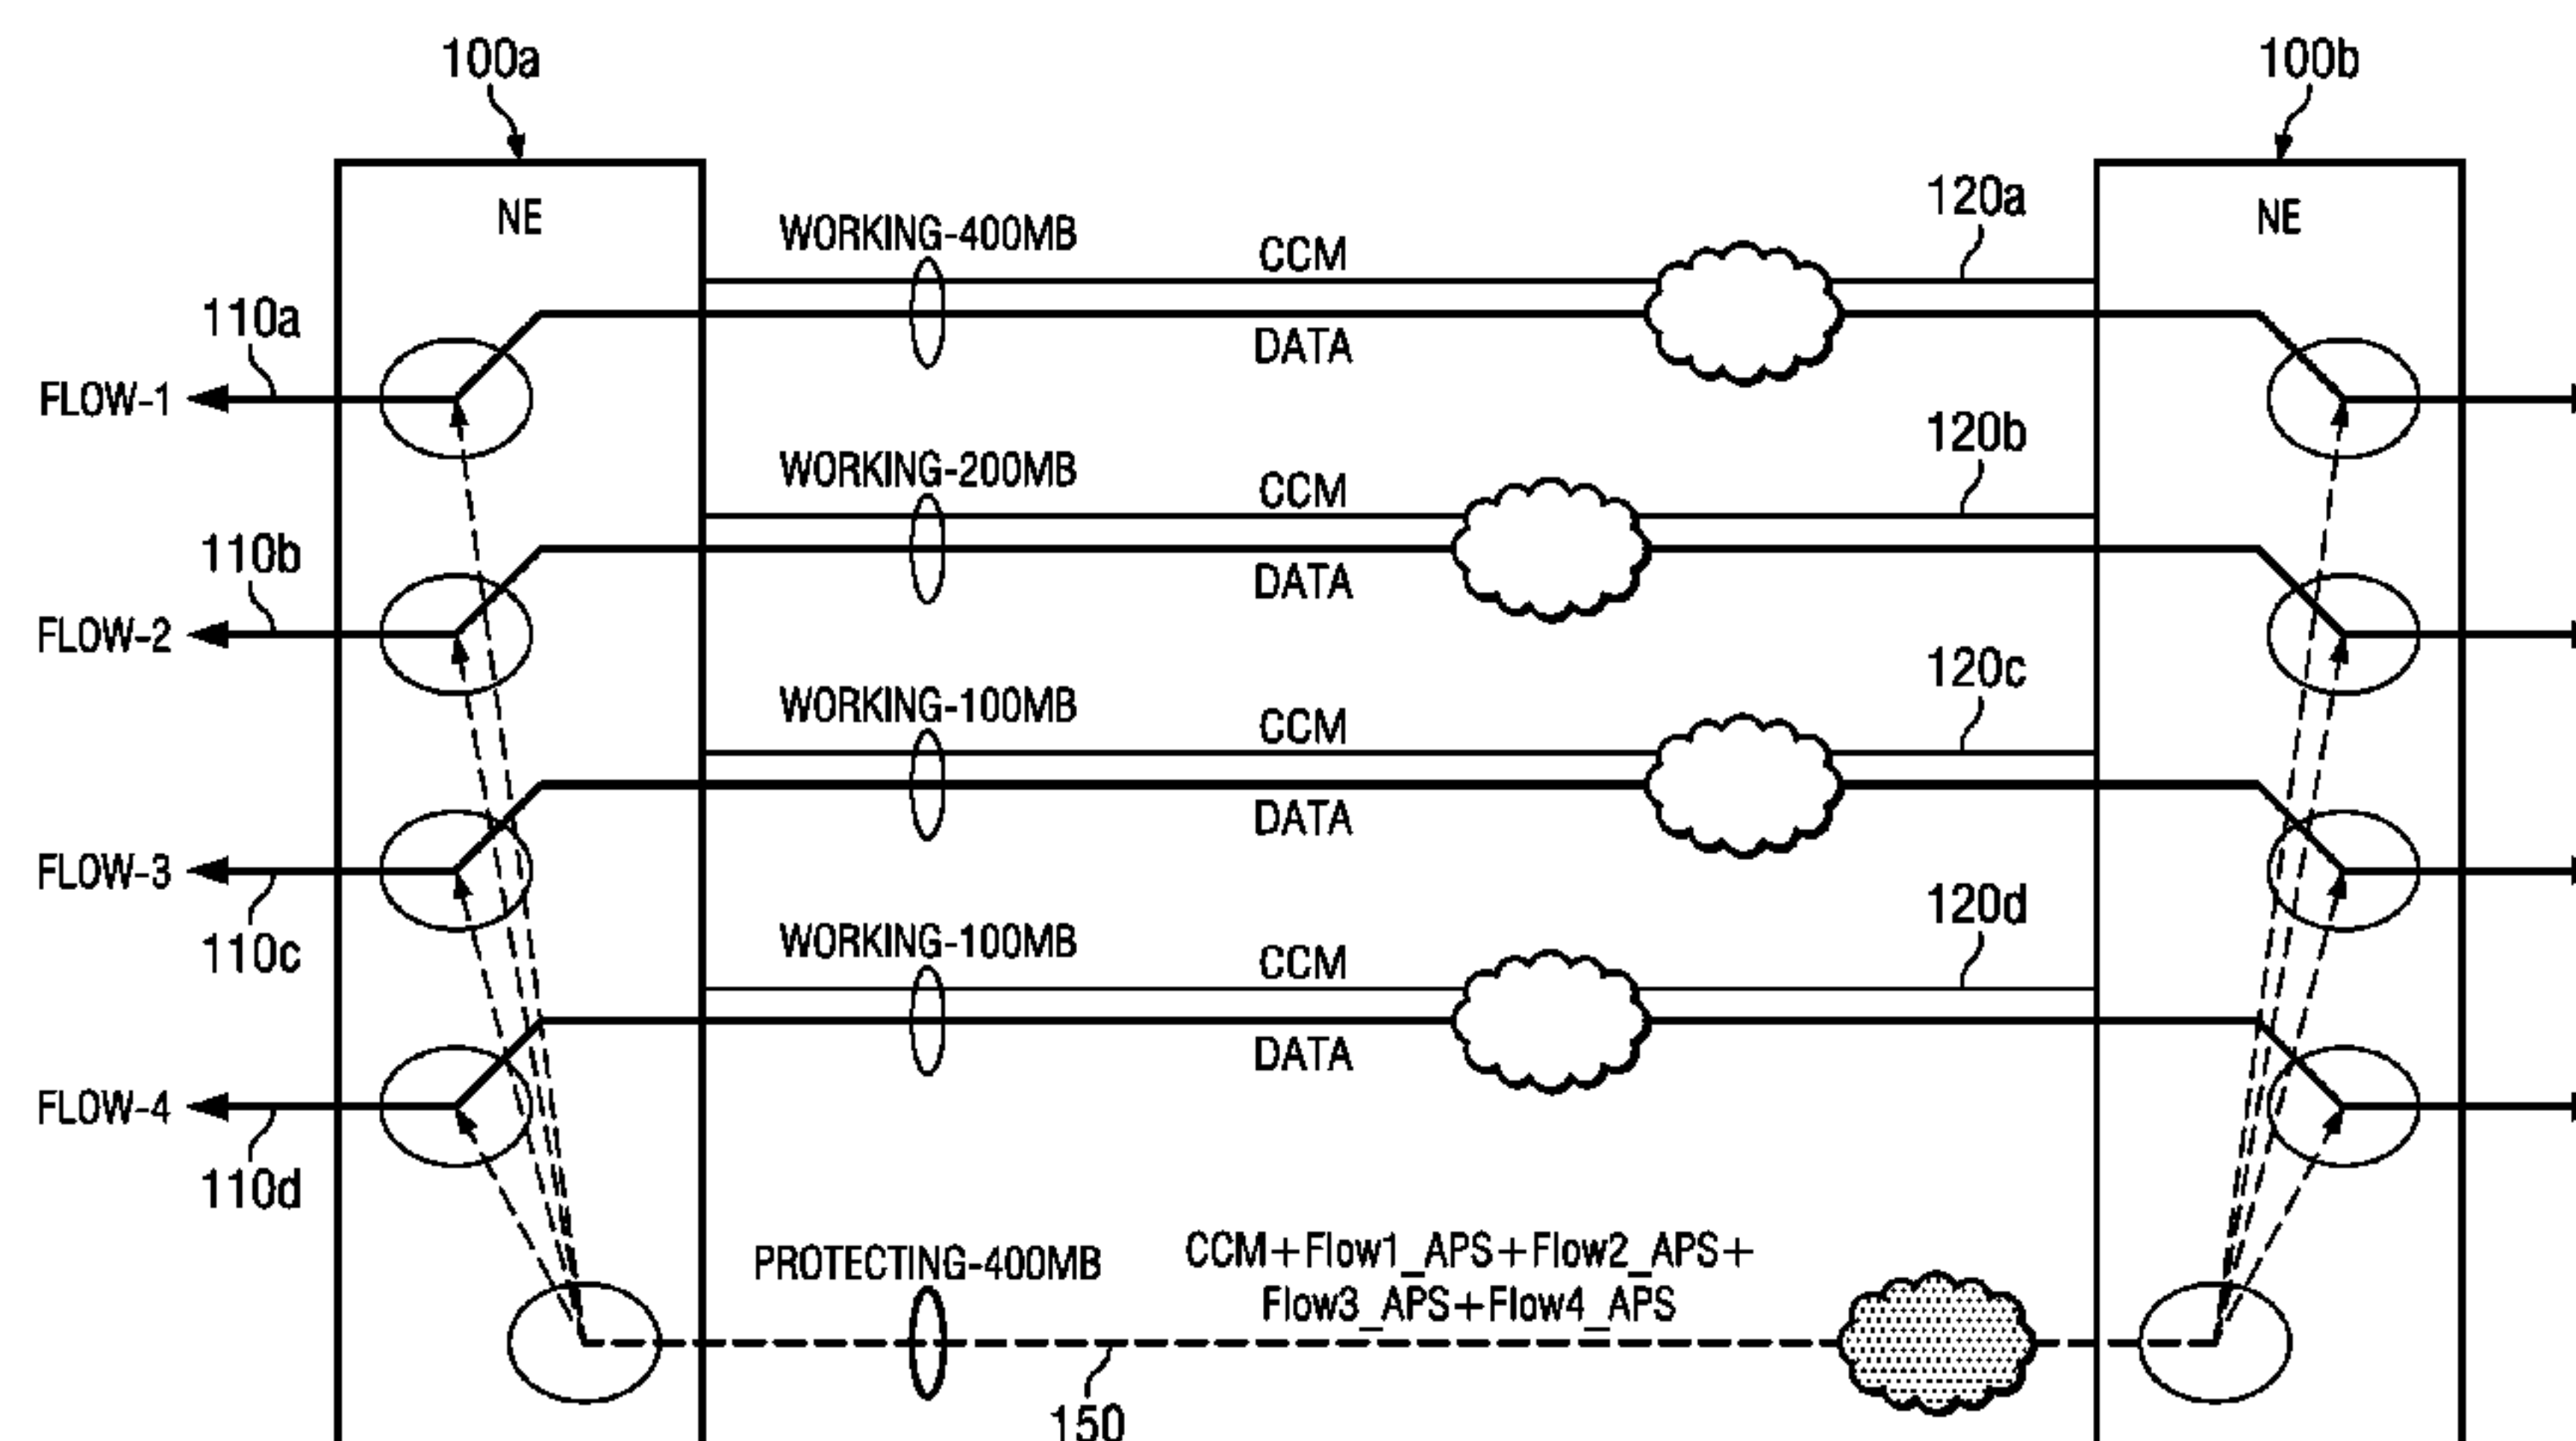 100a
100b
NE
NE
WORKING-400MB
CCM
120a
110a
DATA
FLOW-1
WORKING-200MB
CCM
120b
110b
DATA
FLOW-2
WORKING-100MB
CCM
120c
DATA
FLOW-3
110c
WORKING-100MB
CCM
120d
DATA
FLOW-4
110d
PROTECTING-400MB
CCM+Flow1_APS+Flow2_APS+
Flow3_APS+Flow4_APS
150